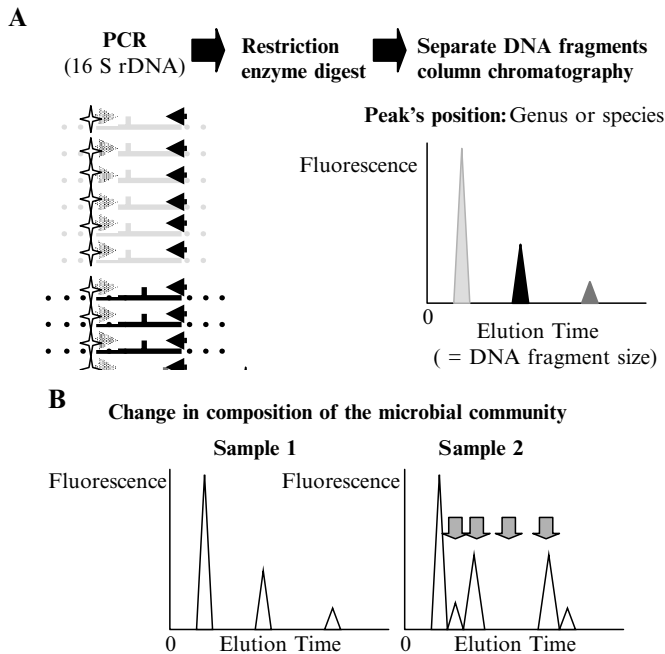 A
PCR
(16 S rDNA)
Restriction
enzyme digest
Separate DNA fragments
column chromatography
Peak's position: Genus or species
Fluorescence
0
Elution Time
( = DNA fragment size)
B
Change in composition of the microbial community
Sample 1
Sample 2
Fluorescence
Fluorescence
0
Elution Time
0
Elution Time